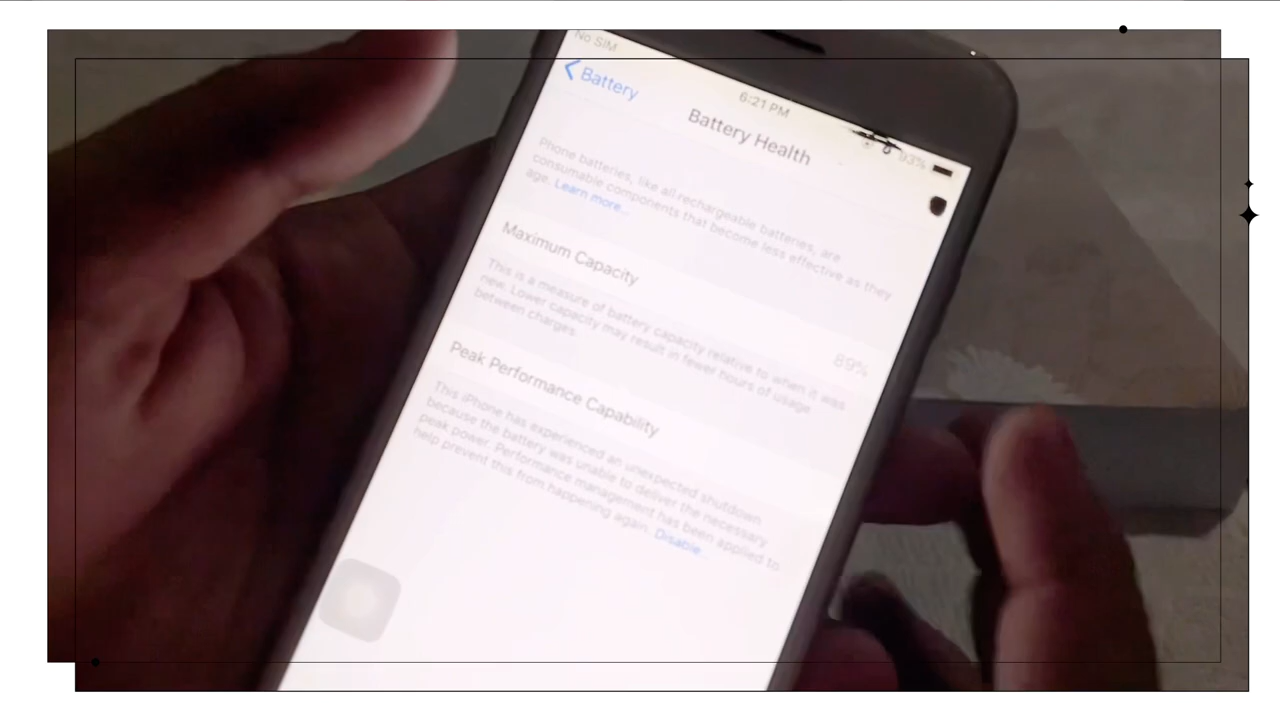 No SIM
6:21 PM
93%
Battery
Battery Health
Phone batteries, like all rechargeable batteries, are
consumable components that become less effective as they
age. Learn more...
Maximum Capacity
89%
This is a measure of battery capacity relative to when it was
new. Lower capacity may result in fewer hours of usage
between charges.
Peak Performance Capability
This iPhone has experienced an unexpected shutdown
because the battery was unable to deliver the necessary
peak power. Performance management has been applied to
help prevent this from happening again. Disable...